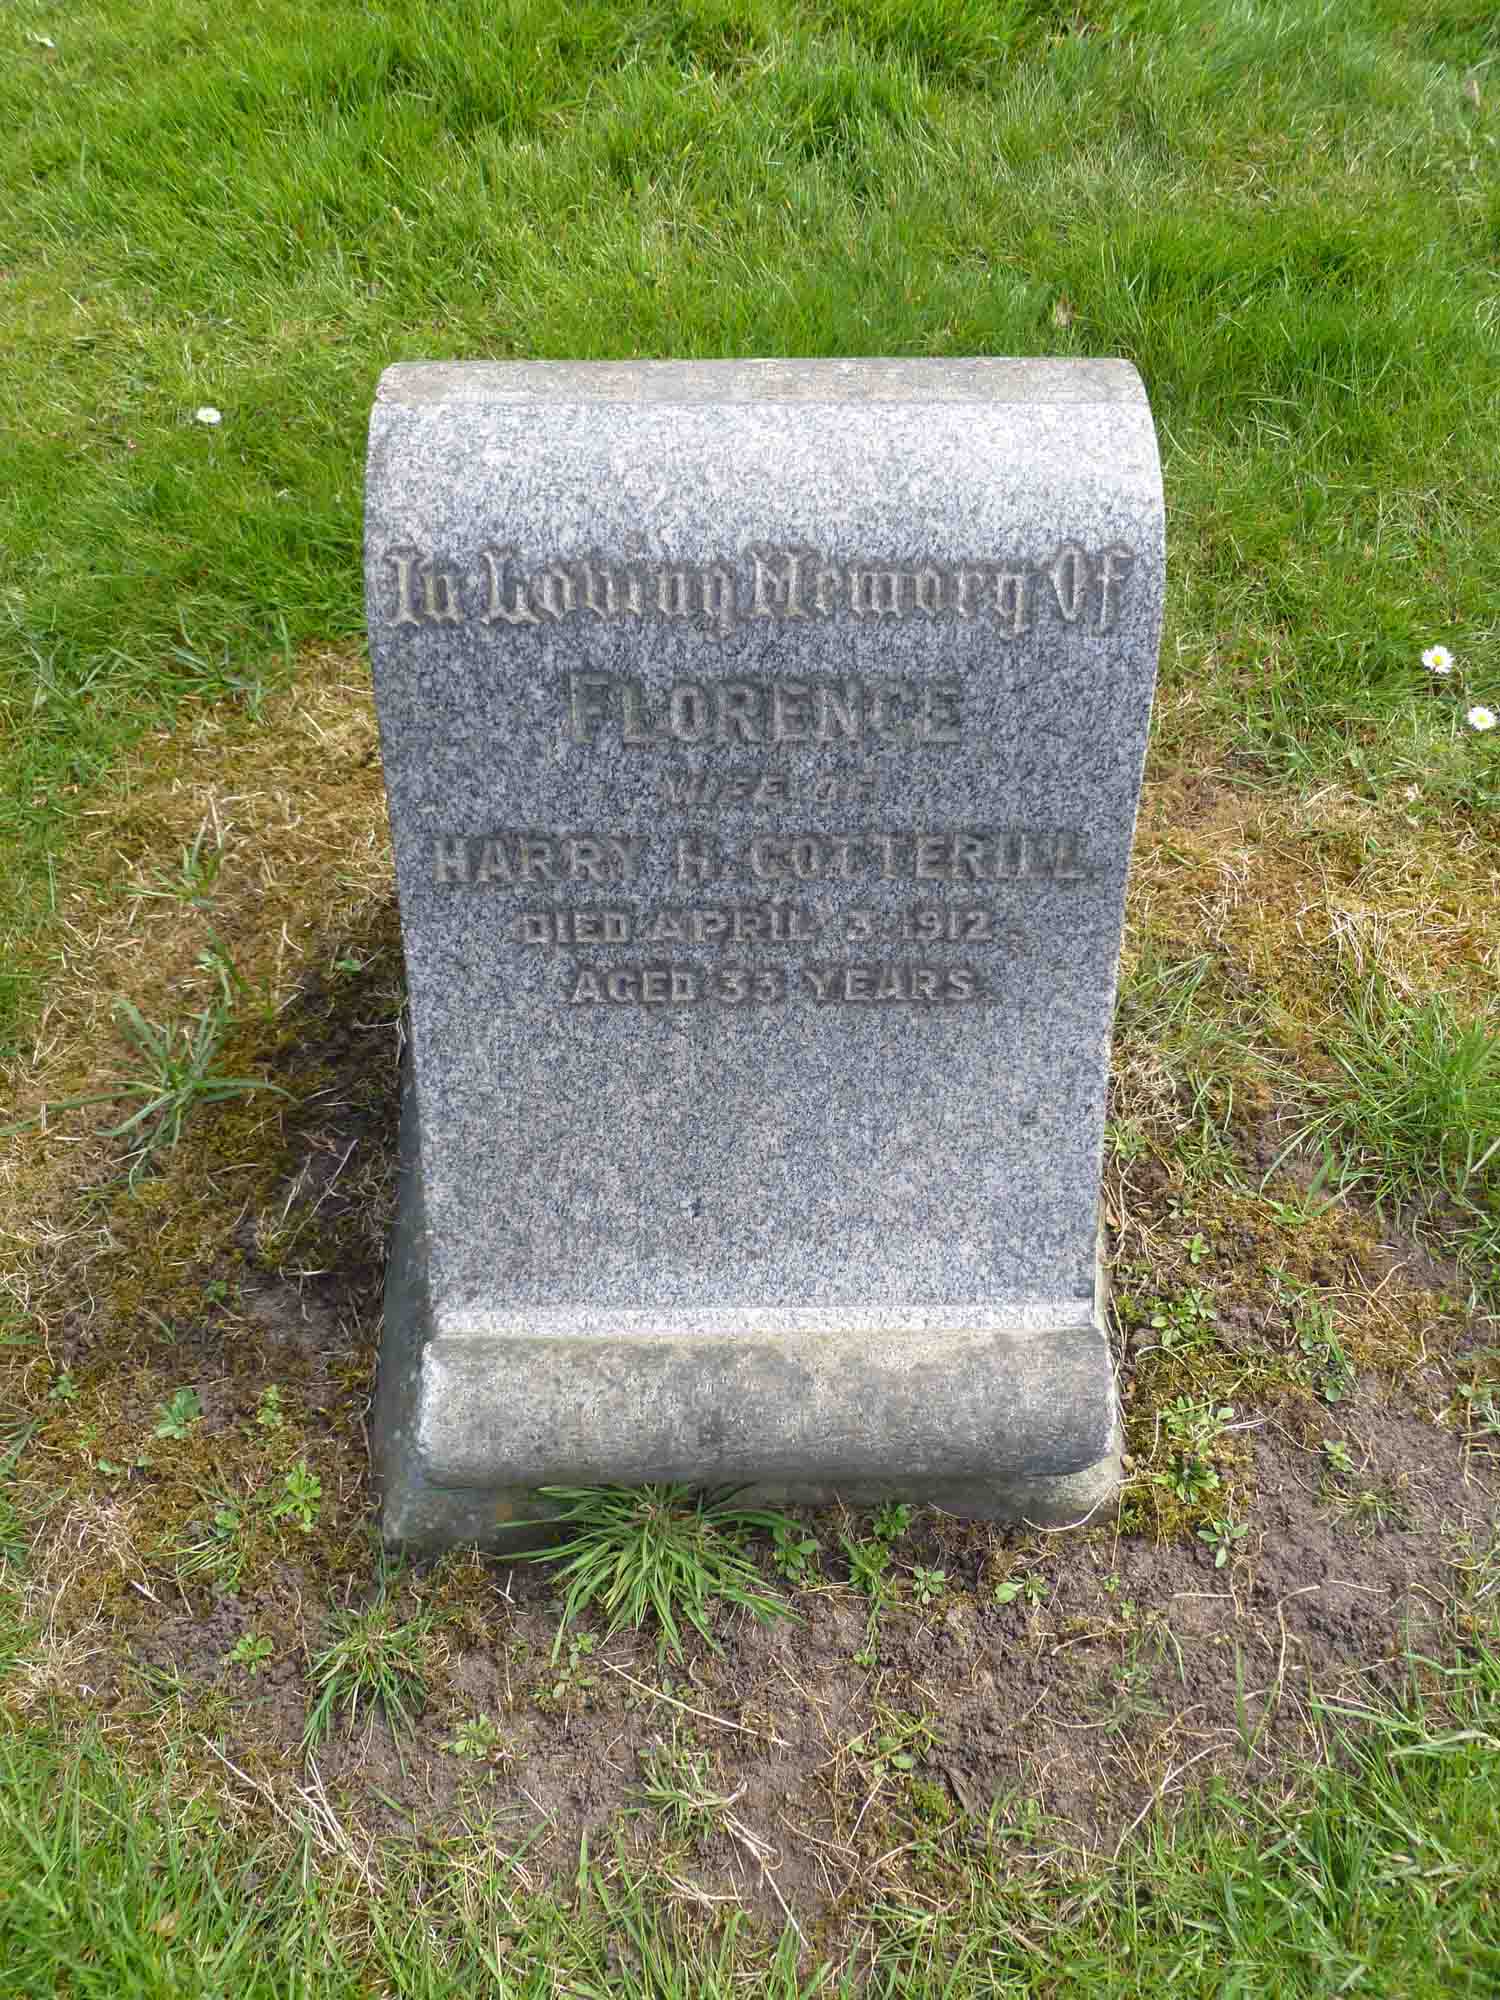 In Loving Memory Of
FLORENCE
WIFE OF
HARRY H. COTTERILL
DIED APRIL 3, 1912
AGED 33 YEARS.